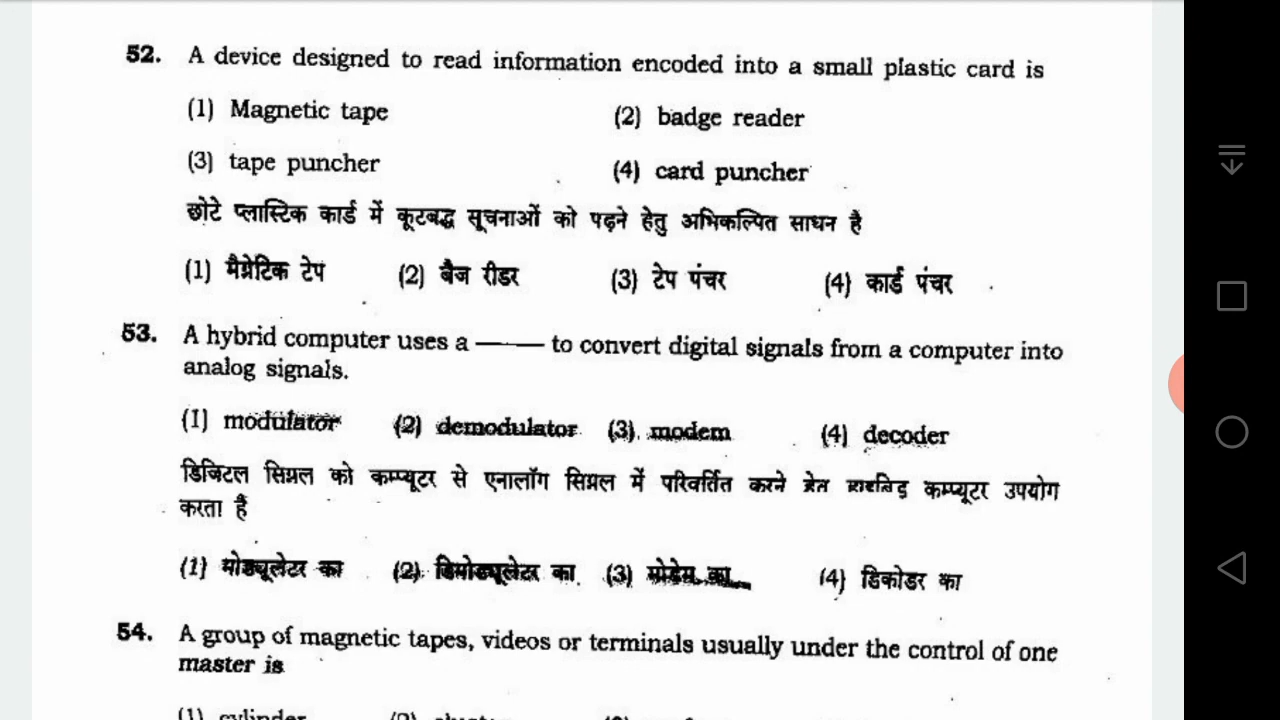 52. A device designed to read information encoded into a small plastic card is
(1) Magnetic tape (2) badge reader
(3) tape puncher (4) card puncher
छोटे प्लास्टिक कार्ड में कूटबद्ध सूचनाओं को पढ़ने हेतु अभिकल्पित साधन है
(1) मैग्नेटिक टेप (2) बैज रीडर (3) टेप पंचर (4) कार्ड पंचर
53. A hybrid computer uses a ——— to convert digital signals from a computer into
analog signals.
(1) modulator (2) demodulator (3) modem (4) decoder
डिजिटल सिग्नल को कम्प्यूटर से एनालॉग सिग्नल में परिवर्तित करने कम्प्यूटर उपयोग
करता है
(1) मोड्यूलेटर का (2) डिमोड्यूलेटर का (3) मोडेम का (4) डिकोडर का
54. A group of magnetic tapes, videos or terminals usually under the control of one
master is
(1) cylinder (2)